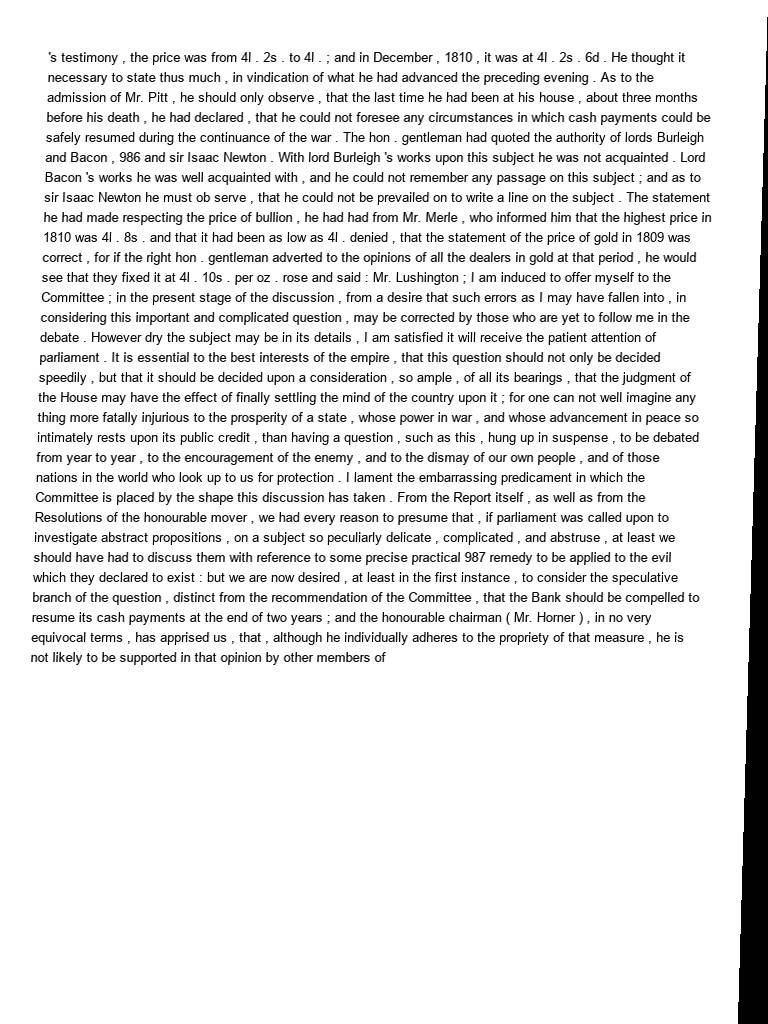 's testimony , the price was from 4l . 2s . to 4l . ; and in December , 1810 , it was at 4l . 2s . 6d . He thought it
necessary to state thus much , in vindication of what he had advanced the preceding evening . As to the
admission of Mr. Pitt , he should only observe , that the last time he had been at his house , about three months
before his death , he had declared , that he could not foresee any circumstances in which cash payments could be
safely resumed during the continuance of the war . The hon . gentleman had quoted the authority of lords Burleigh
and Bacon , 986 and sir Isaac Newton . With lord Burleigh 's works upon this subject he was not acquainted . Lord
Bacon 's works he was well acquainted with , and he could not remember any passage on this subject ; and as to
sir Isaac Newton he must ob serve , that he could not be prevailed on to write a line on the subject . The statement
he had made respecting the price of bullion , he had had from Mr. Merle , who informed him that the highest price in
1810 was 4l . 8s . and that it had been as low as 4l . denied , that the statement of the price of gold in 1809 was
correct , for if the right hon . gentleman adverted to the opinions of all the dealers in gold at that period , he would
see that they fixed it at 4l . 10s . per oz . rose and said : Mr. Lushington ; I am induced to offer myself to the
Committee ; in the present stage of the discussion , from a desire that such errors as I may have fallen into , in
considering this important and complicated question , may be corrected by those who are yet to follow me in the
debate . However dry the subject may be in its details , I am satisfied it will receive the patient attention of
parliament . It is essential to the best interests of the empire , that this question should not only be decided
speedily , but that it should be decided upon a consideration , so ample , of all its bearings , that the judgment of
the House may have the effect of finally settling the mind of the country upon it ; for one can not well imagine any
thing more fatally injurious to the prosperity of a state , whose power in war , and whose advancement in peace so
intimately rests upon its public credit , than having a question , such as this , hung up in suspense , to be debated
from year to year , to the encouragement of the enemy , and to the dismay of our own people , and of those
nations in the world who look up to us for protection . I lament the embarrassing predicament in which the
Committee is placed by the shape this discussion has taken . From the Report itself , as well as from the
Resolutions of the honourable mover , we had every reason to presume that , if parliament was called upon to
investigate abstract propositions , on a subject so peculiarly delicate , complicated , and abstruse , at least we
should have had to discuss them with reference to some precise practical 987 remedy to be applied to the evil
which they declared to exist : but we are now desired , at least in the first instance , to consider the speculative
branch of the question , distinct from the recommendation of the Committee , that the Bank should be compelled to
resume its cash payments at the end of two years ; and the honourable chairman ( Mr. Horner ) , in no very
equivocal terms , has apprised us , that , although he individually adheres to the propriety of that measure , he is
not likely to be supported in that opinion by other members of